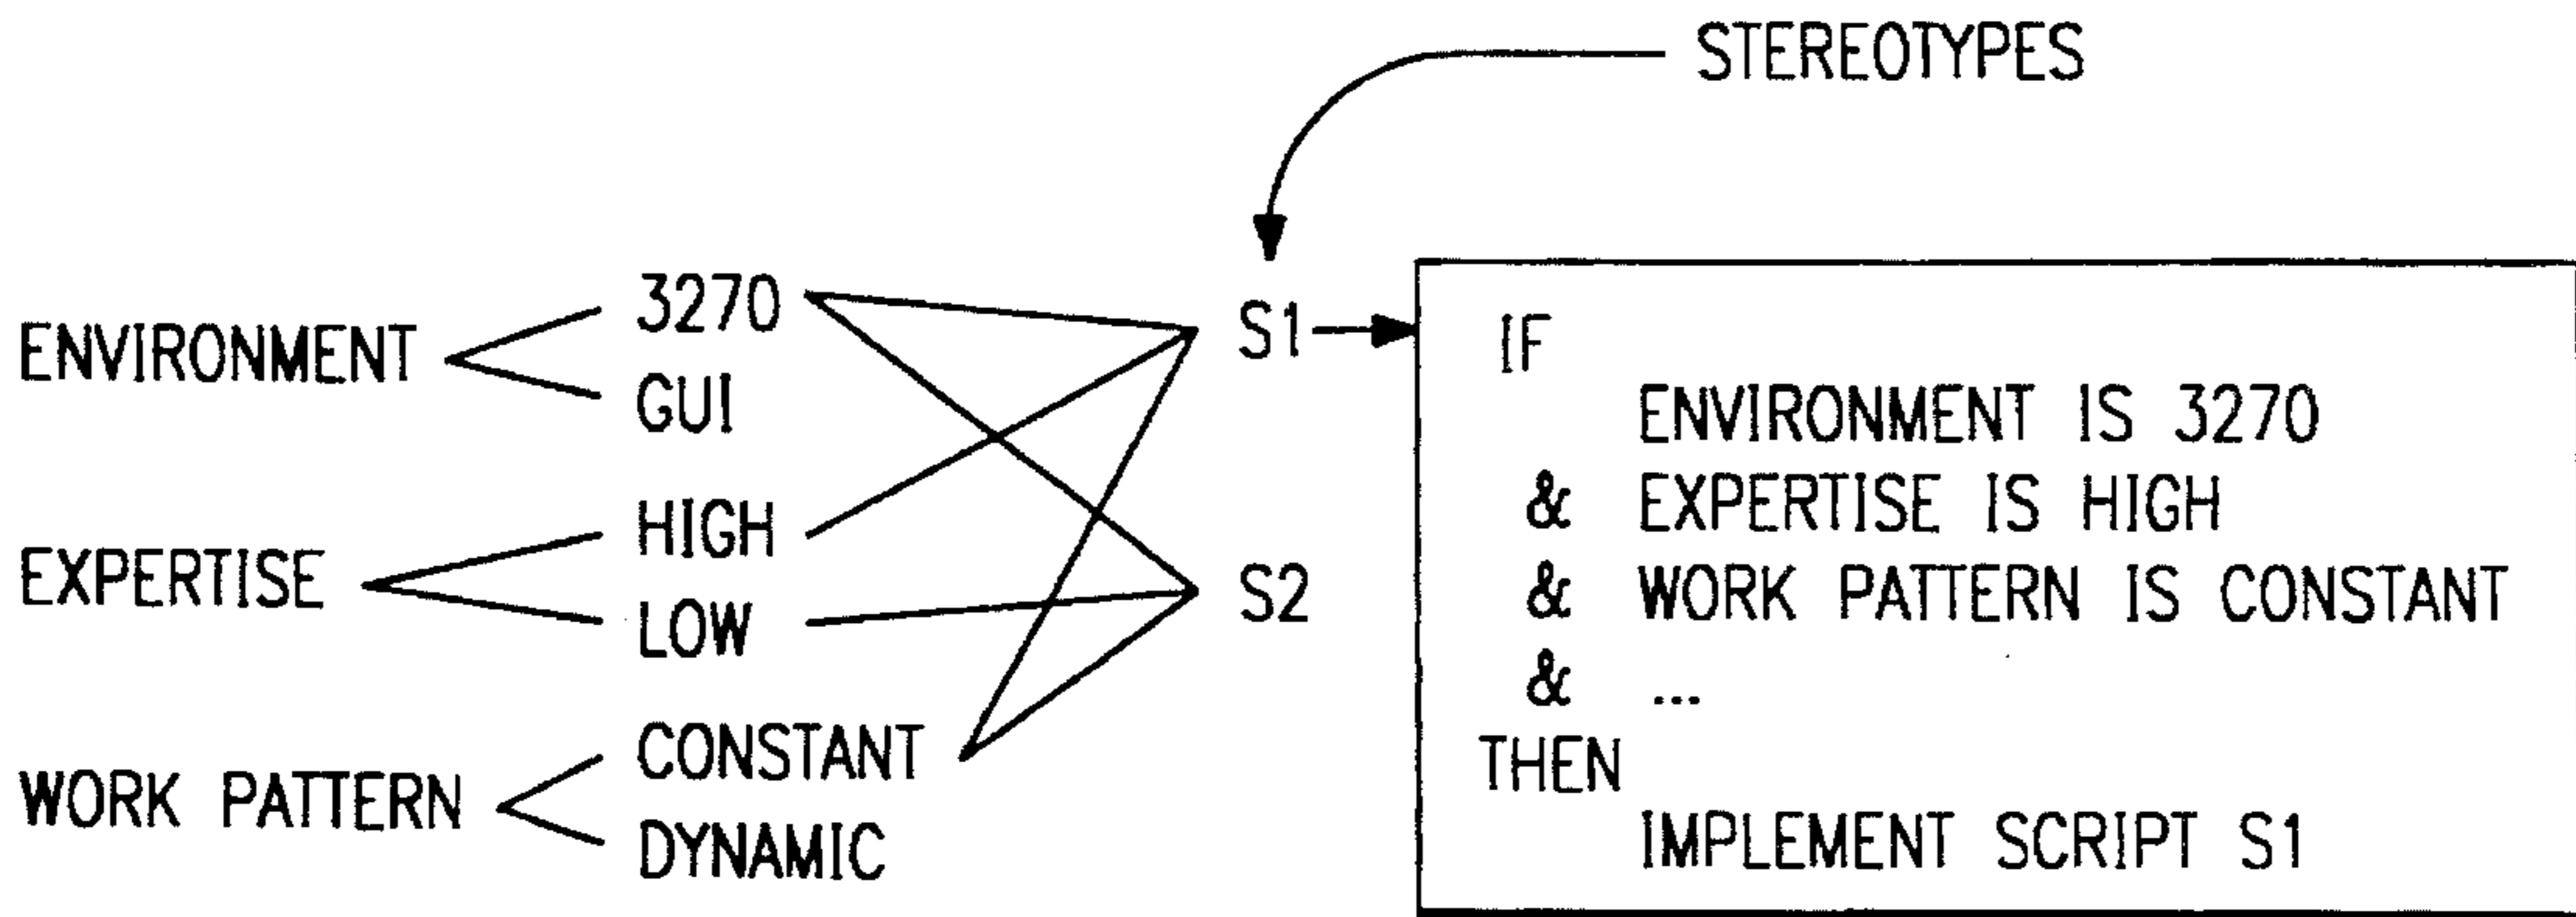 STEREOTYPES
ENVIRONMENT
3270
GUI
EXPERTISE
HIGH
LOW
WORK PATTERN
CONSTANT
DYNAMIC
S1
S2
IF
ENVIRONMENT IS 3270
& EXPERTISE IS HIGH
& WORK PATTERN IS CONSTANT
& ...
THEN
IMPLEMENT SCRIPT S1